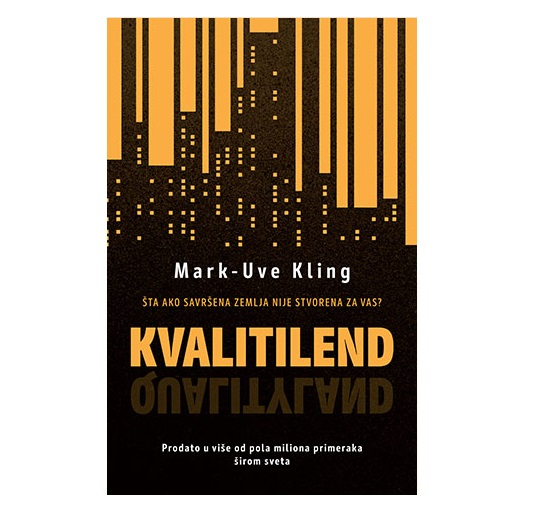 Mark-Uve Kling
ŠTA AKO SAVRŠENA ZEMLJA NIJE STVORENA ZA VAS?
KVALITILEND
QUALITYLAND
Prodato u više od pola miliona primeraka
širom sveta